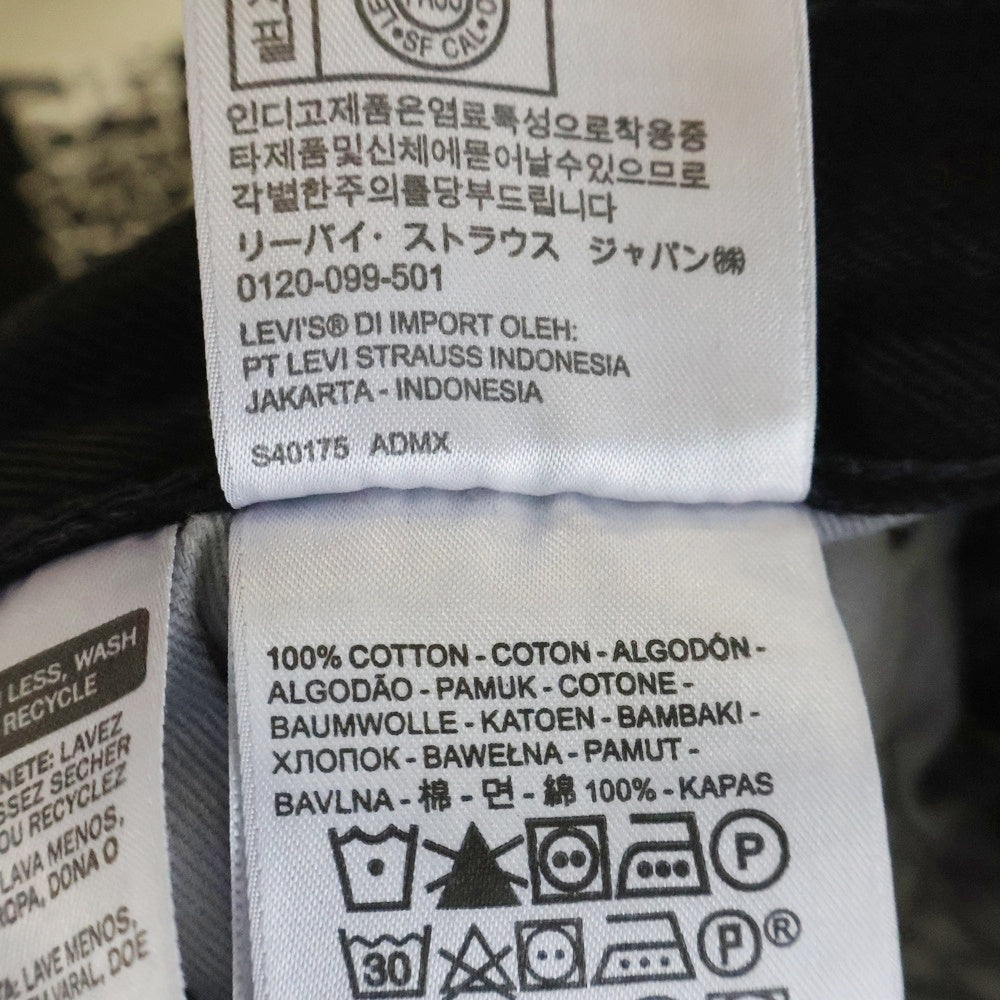 SF CAL
인디고제품은염료특성으로착용중
타제품및신체에묻어날수있으므로
각별한주의를당부드립니다
リーバイ・ストラウス ジャパン㈱
0120-099-501
LEVI'S® DI IMPORT OLEH:
PT LEVI STRAUSS INDONESIA
JAKARTA - INDONESIA
S40175 ADMX
LESS, WASH
RECYCLE
LAVEZ
SECHER
OU RECYCLEZ
LAVA MENOS,
DONA O
LAVE MENOS,
VARAL, DOE
100% COTTON - COTON - ALGODÓN -
ALGODÃO - PAMUK - COTONE -
BAUMWOLLE - KATOEN - BAMBAKI -
ХЛОПОК - BAWEŁNA - PAMUT -
BAVLNA - 棉 - 면 - 綿 100% - KAPAS
P
30 P®